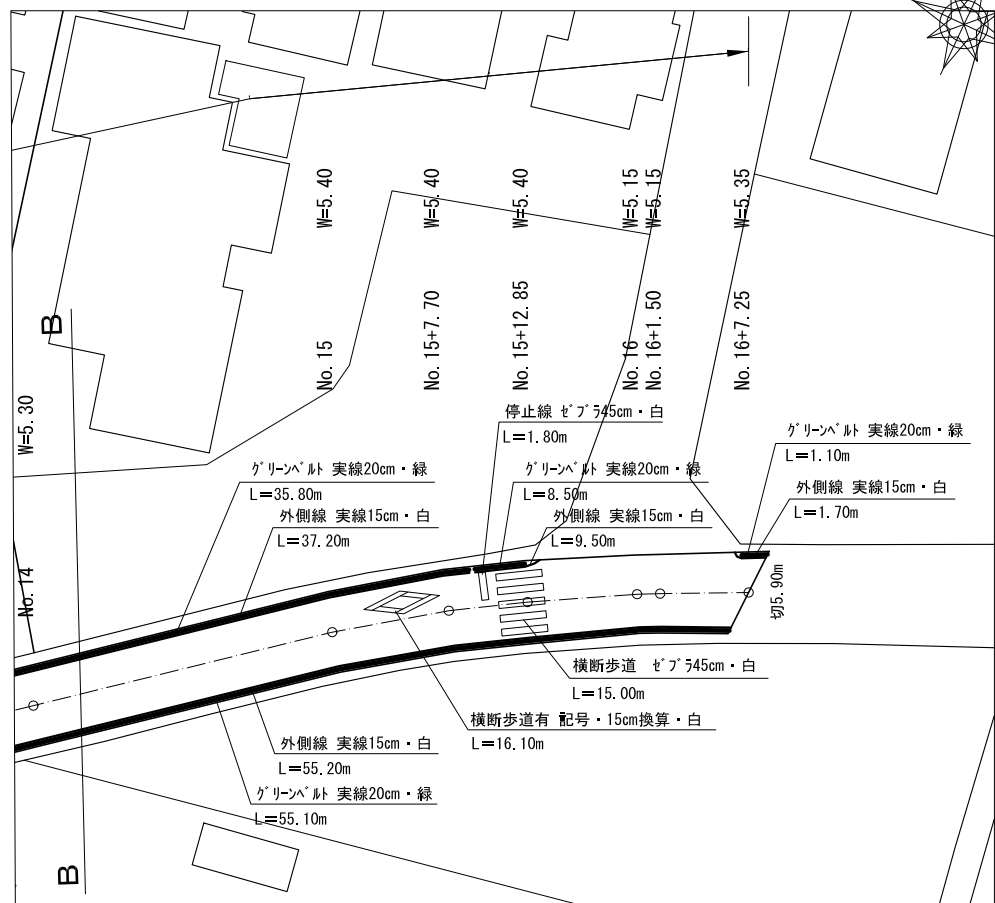 W=5.40
W=5.40
W=5.40
W=5.15
W=5.15
W=5.35
No.15
No.15+7.70
No.15+12.85
No.16
No.16+1.50
No.16+7.25
B
W=5.30
No.14
停止線 ゼブラ45cm・白
L=1.80m
グリーンベルト 実線20cm・緑
L=1.10m
グリーンベルト 実線20cm・緑
L=35.80m
グリーンベルト 実線20cm・緑
L=8.50m
外側線 実線15cm・白
L=1.70m
外側線 実線15cm・白
L=37.20m
外側線 実線15cm・白
L=9.50m
切5.90m
横断歩道 ゼブラ45cm・白
L=15.00m
横断歩道有 記号・15cm換算・白
L=16.10m
外側線 実線15cm・白
L=55.20m
グリーンベルト 実線20cm・緑
L=55.10m
B